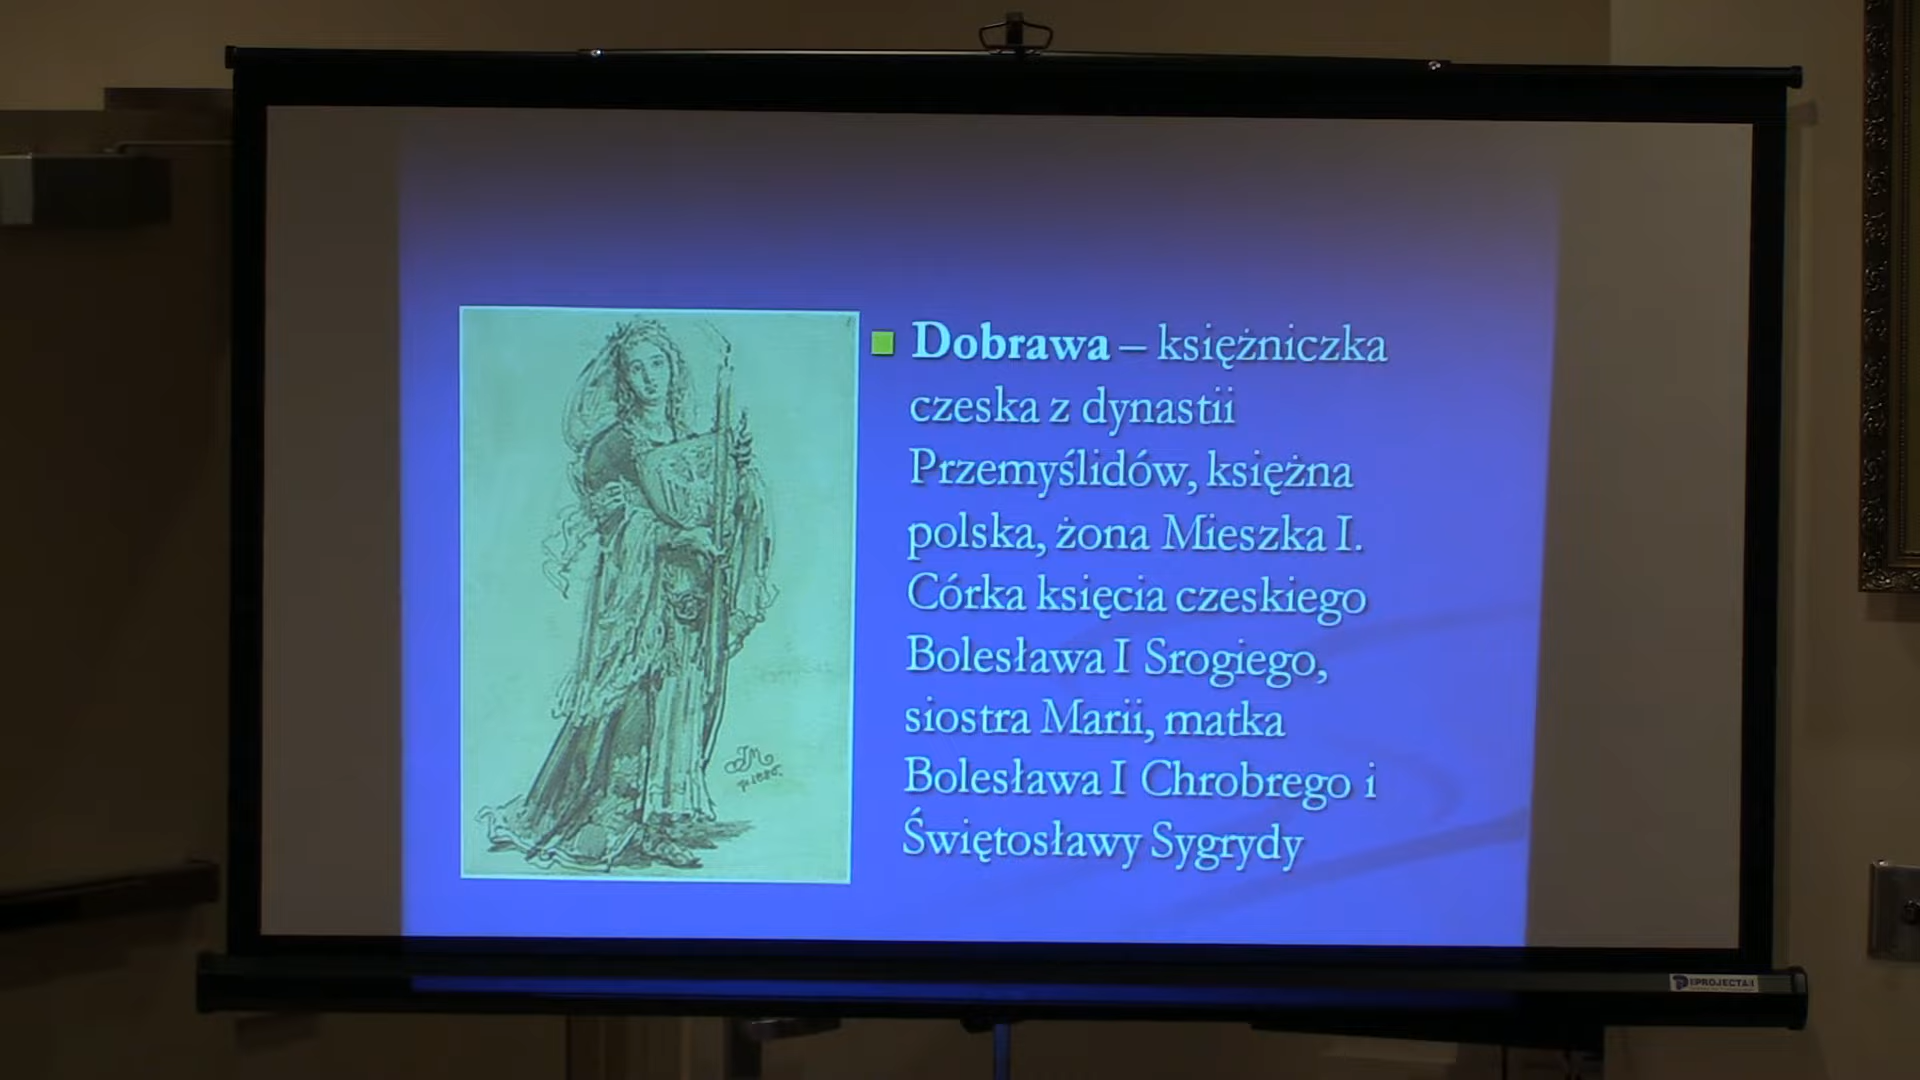 Dobrawa – księżniczka
czeska z dynastii
Przemyślidów, księżna
polska, żona Mieszka I.
Córka księcia czeskiego
Bolesława I Srogiego,
siostra Marii, matka
Bolesława I Chrobrego i
Świętosławy Sygrydy
JM